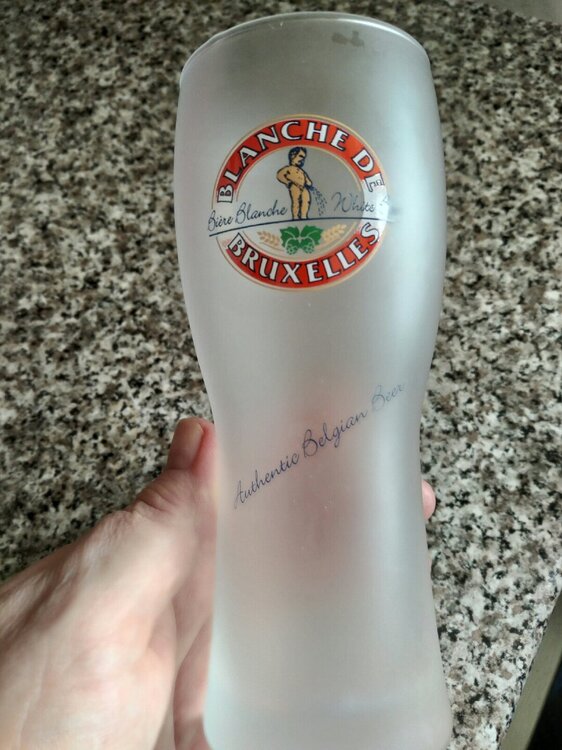 BLANCHE DE
Bière Blanche White
BRUXELLES
Authentic Belgian Beer